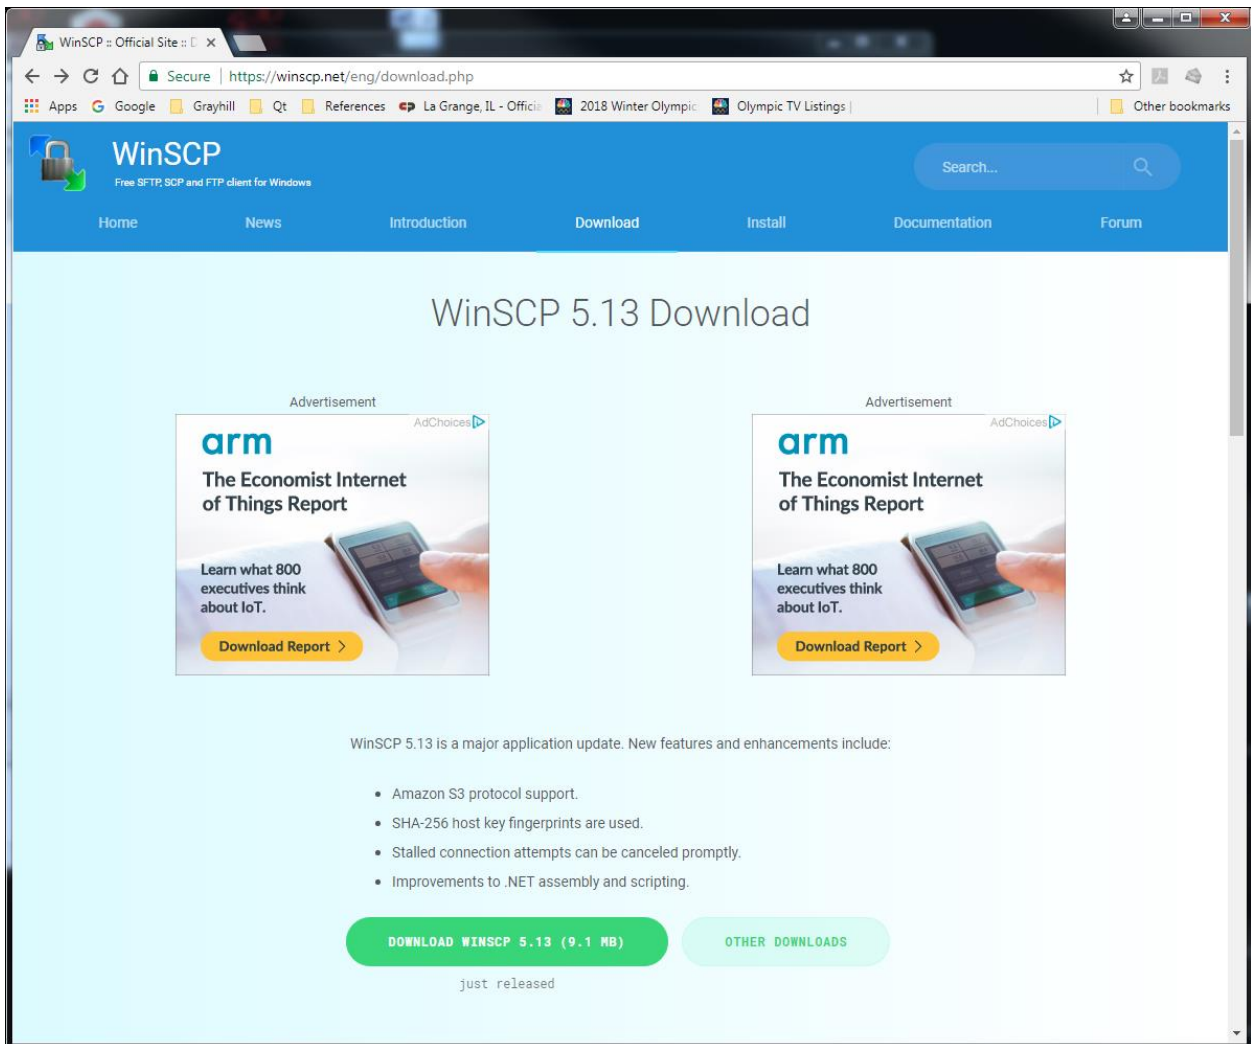 WinSCP :: Official Site :: D
Secure | https://winscp.net/eng/download.php
Apps Google Grayhill Qt References La Grange, IL - Officia 2018 Winter Olympic Olympic TV Listings | Other bookmarks
WinSCP
Free SFTP, SCP and FTP client for Windows
Search...
Home News Introduction Download Install Documentation Forum
WinSCP 5.13 Download
Advertisement Advertisement
AdChoices AdChoices
arm arm
The Economist Internet The Economist Internet
of Things Report of Things Report
Learn what 800 Learn what 800
executives think executives think
about IoT. about IoT.
Download Report > Download Report >
WinSCP 5.13 is a major application update. New features and enhancements include:
• Amazon S3 protocol support.
• SHA-256 host key fingerprints are used.
• Stalled connection attempts can be canceled promptly.
• Improvements to .NET assembly and scripting.
DOWNLOAD WINSCP 5.13 (9.1 MB) OTHER DOWNLOADS
just released